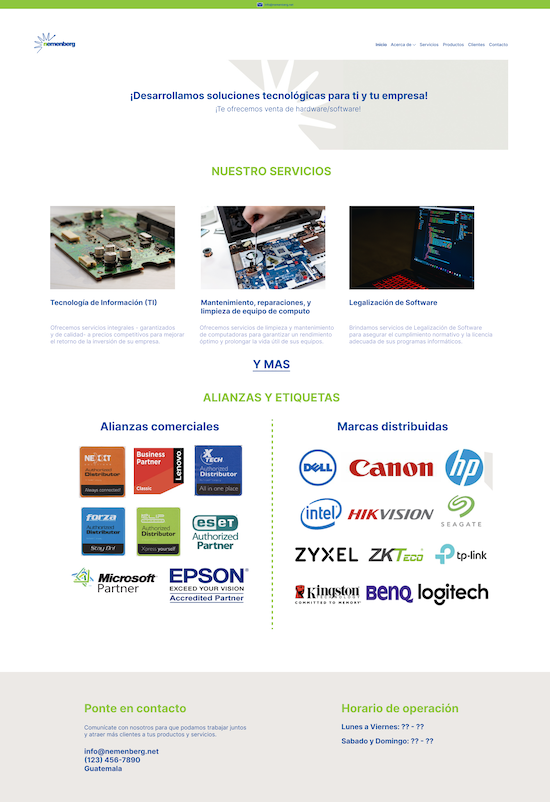 info@nemenberg.net
nemenberg
Inicio Acerca de Servicios Productos Clientes Contacto
¡Desarrollamos soluciones tecnológicas para ti y tu empresa!
¡Te ofrecemos venta de hardware/software!
NUESTRO SERVICIOS
Tecnología de Información (TI)
Ofrecemos servicios integrales - garantizados
y de calidad- a precios competitivos para mejorar
el retorno de la inversión de su empresa.
Mantenimiento, reparaciones, y
limpieza de equipo de computo
Ofrecemos servicios de limpieza y mantenimiento
de computadoras para garantizar un rendimiento
óptimo y prolongar la vida útil de sus equipos.
Legalización de Software
Brindamos servicios de Legalización de Software
para asegurar el cumplimiento normativo y la licencia
adecuada de sus programas informáticos.
Y MAS
ALIANZAS Y ETIQUETAS
Alianzas comerciales
NEXXT
Authorized
Distributor
Always connected!
Business
Partner
Classic
Lenovo
XTECH
Authorized
Distributor
All in one place
forza
Authorized
Distributor
Stay On!
Authorized
Distributor
Xpress yourself
eseT
Authorized
Partner
Microsoft
Partner
EPSON
EXCEED YOUR VISION
Authorized Partner
Marcas distribuidas
DELL
Canon
hp
intel
HIKVISION
SEAGATE
ZYXEL
ZKTeco
tp-link
Kingston
TECHNOLOGY
COMMITTED TO MEMORY
BenQ
logitech
Ponte en contacto
Comunícate con nosotros para que podamos trabajar juntos
y atraer más clientes a tus productos y servicios.
info@nemenberg.net
(123) 456-7890
Guatemala
Horario de operación
Lunes a Viernes: ?? - ??
Sabado y Domingo: ?? - ??